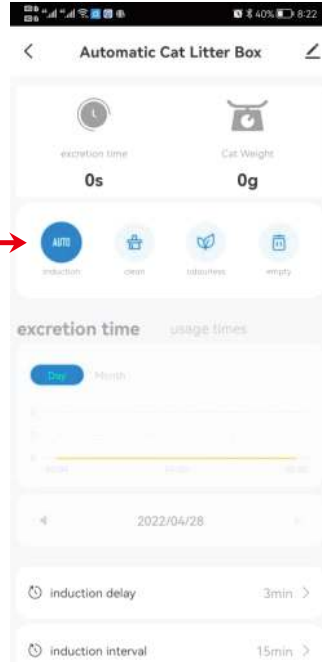 40% 8:22
Automatic Cat Litter Box
excretion time Cat Weight
0s 0g
AUTO
induction clean odourless empty
excretion time usage times
Day Month
2022/04/28
induction delay 3min
induction interval 15min